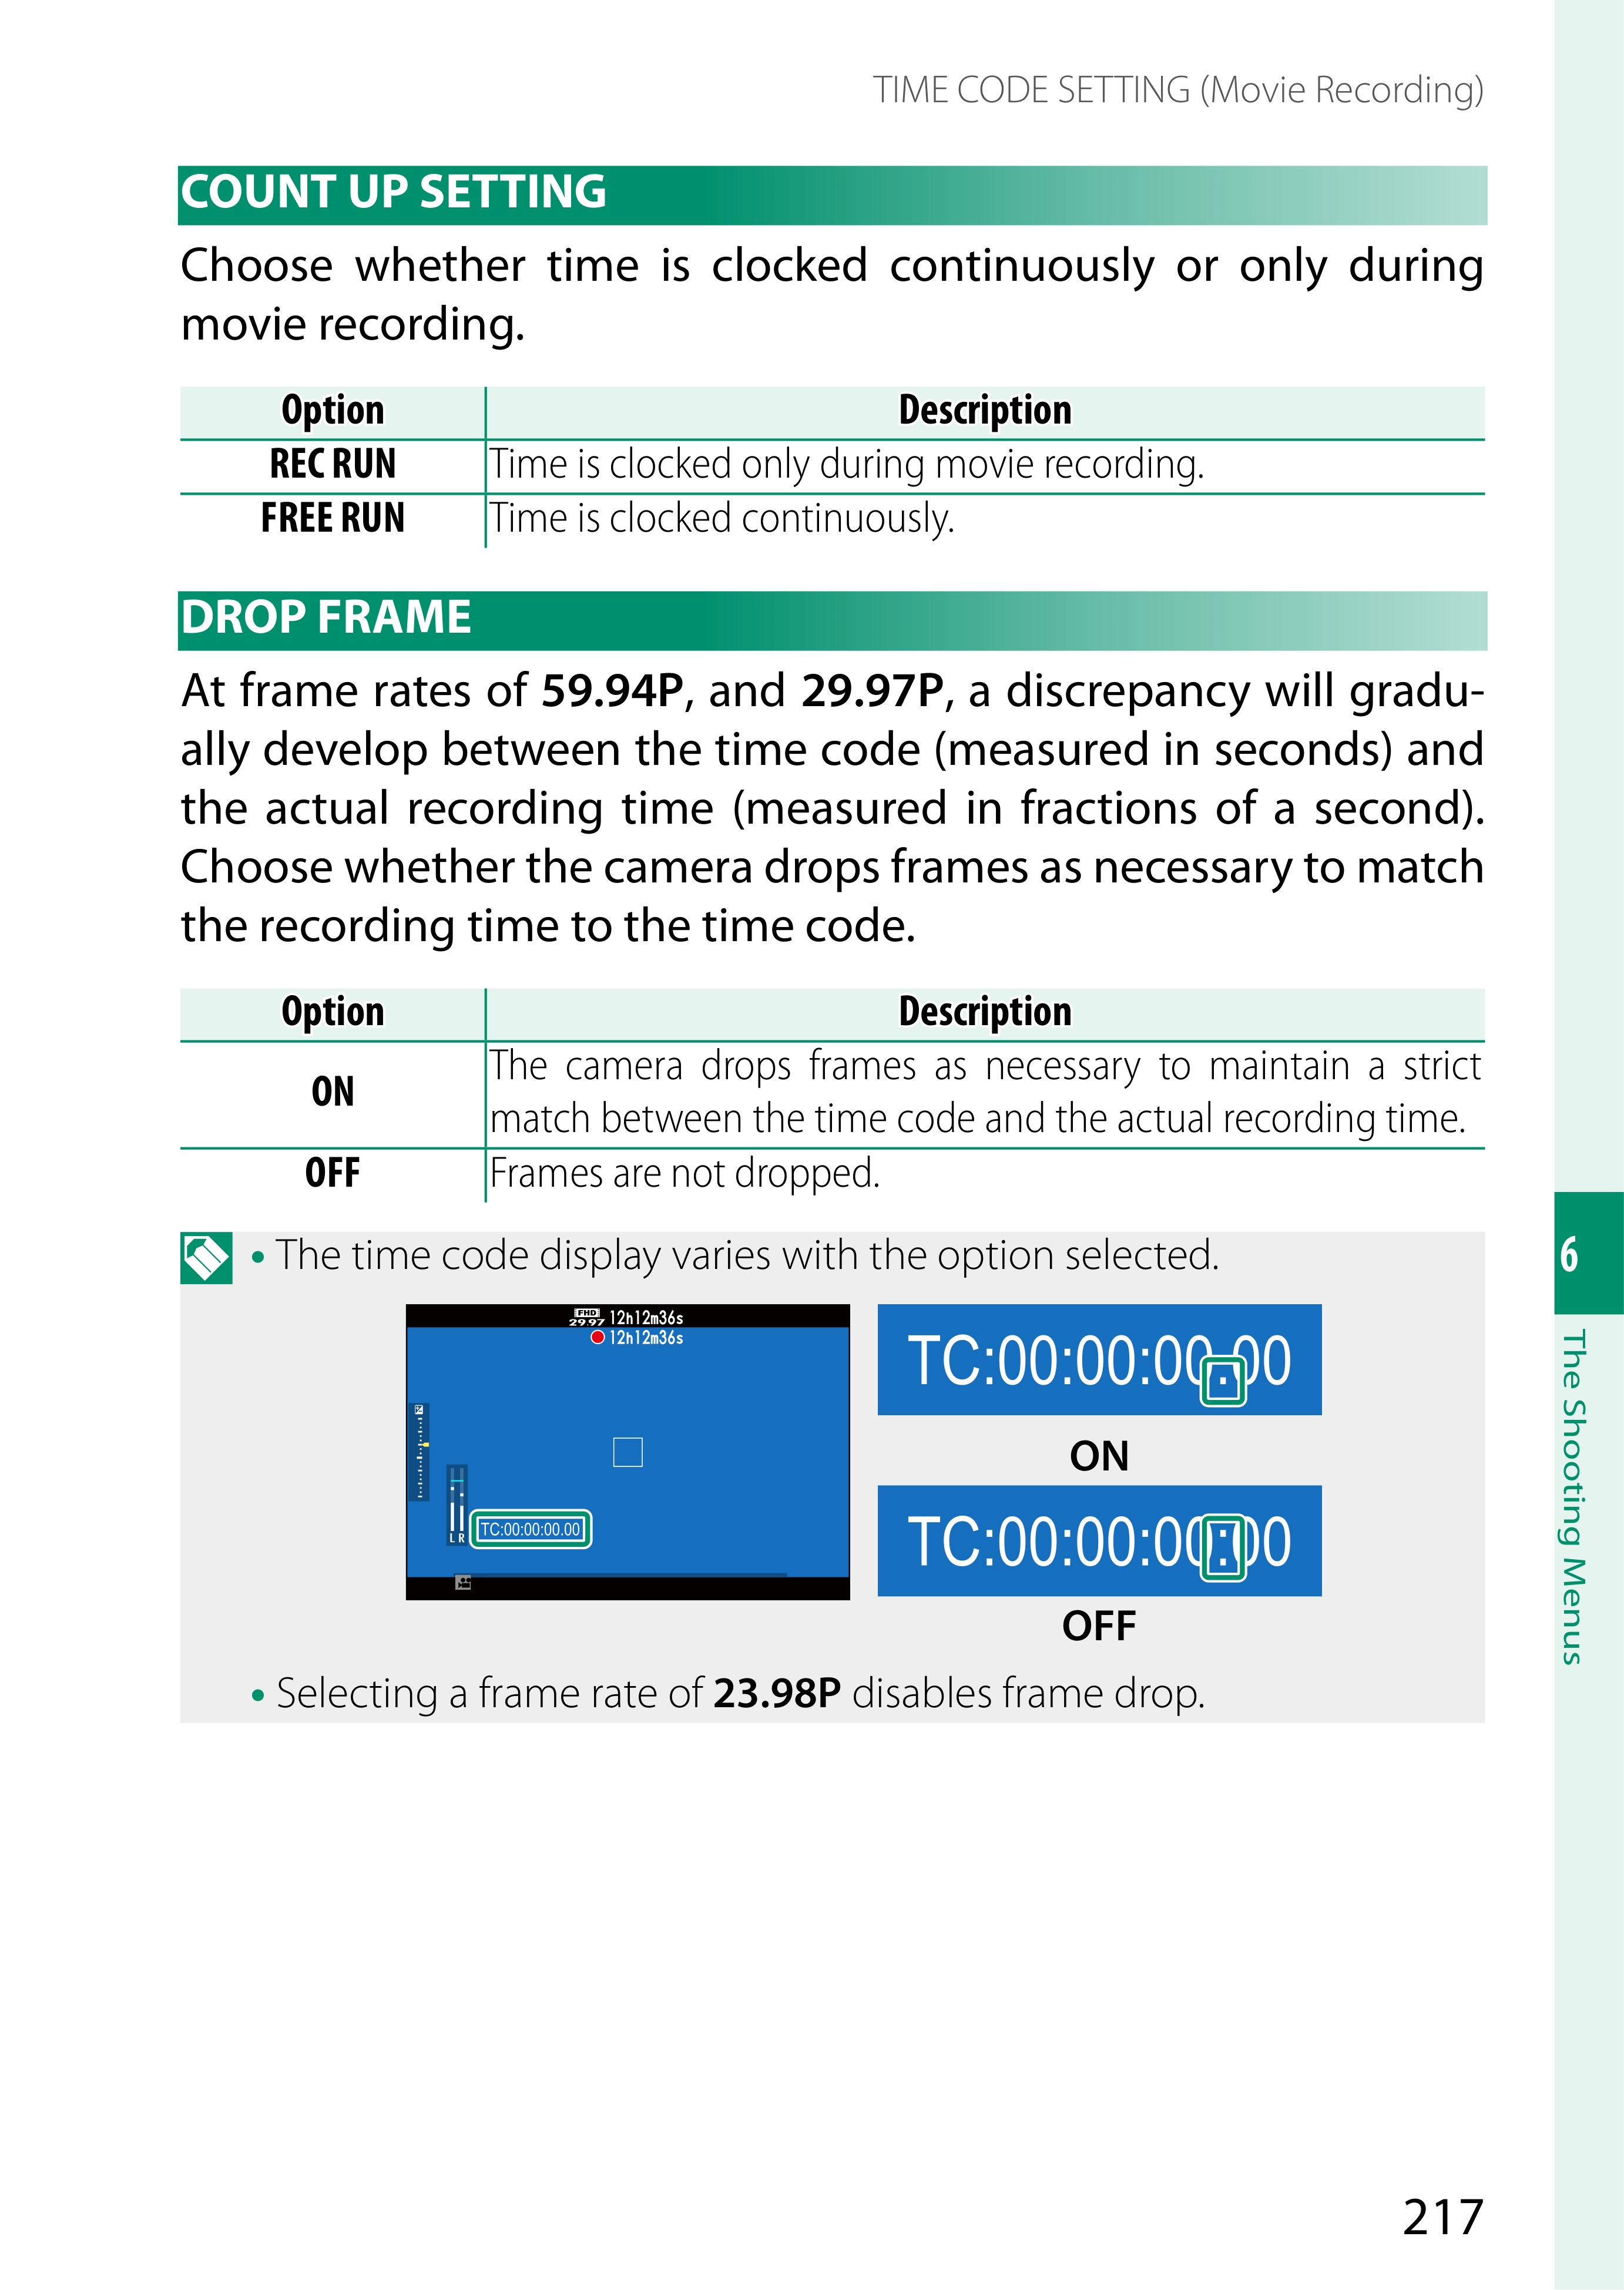 TIME CODE SETTING (Movie Recording)
COUNT UP SETTING
Choose whether time is clocked continuously or only during
movie recording.
Option Description
REC RUN Time is clocked only during movie recording.
FREE RUN Time is clocked continuously.
DROP FRAME
At frame rates of 59.94P, and 29.97P, a discrepancy will gradu-
ally develop between the time code (measured in seconds) and
the actual recording time (measured in fractions of a second).
Choose whether the camera drops frames as necessary to match
the recording time to the time code.
Option Description
ON The camera drops frames as necessary to maintain a strict
match between the time code and the actual recording time.
OFF Frames are not dropped.
• The time code display varies with the option selected.
FHD
29.97 12h12m36s
12h12m36s
L R
TC:00:00:00.00
TC:00:00:00.00
ON
TC:00:00:00:00
OFF
• Selecting a frame rate of 23.98P disables frame drop.
6
The Shooting Menus
217